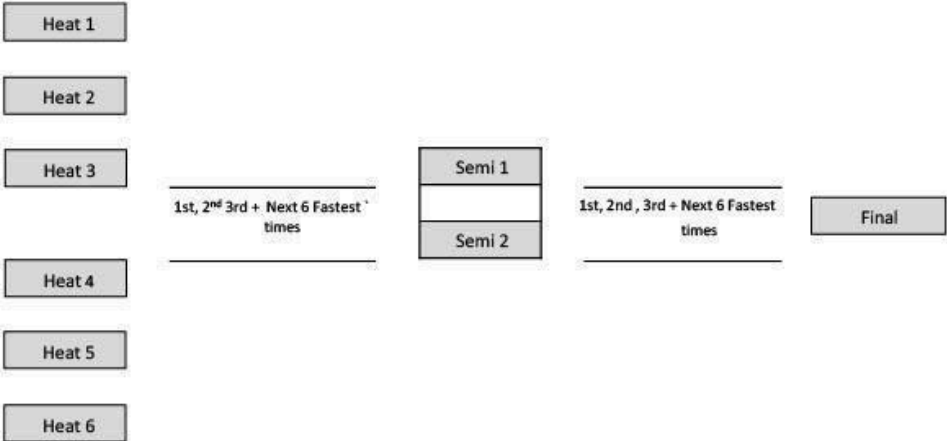 Heat 1
Heat 2
Heat 3
1st, 2nd 3rd + Next 6 Fastest `
times
Heat 4
Heat 5
Heat 6
Semi 1
Semi 2
1st, 2nd , 3rd + Next 6 Fastest
times
Final